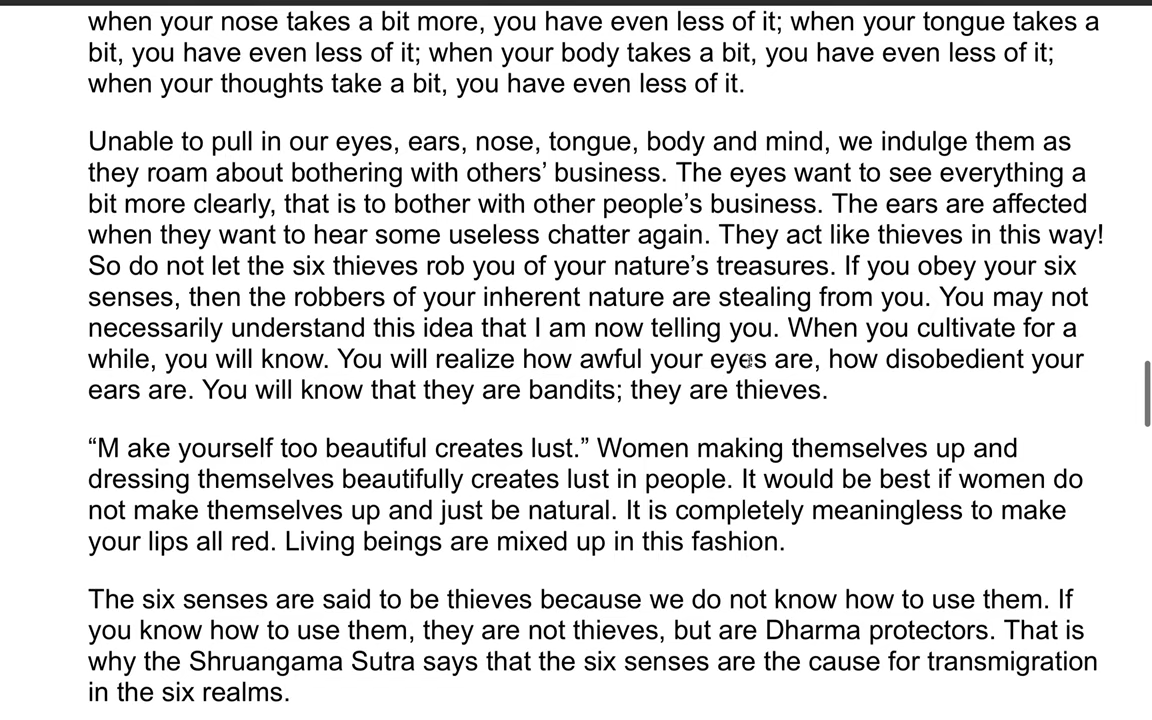 when your nose takes a bit more, you have even less of it; when your tongue takes a
bit, you have even less of it; when your body takes a bit, you have even less of it;
when your thoughts take a bit, you have even less of it.
Unable to pull in our eyes, ears, nose, tongue, body and mind, we indulge them as
they roam about bothering with others’ business. The eyes want to see everything a
bit more clearly, that is to bother with other people’s business. The ears are affected
when they want to hear some useless chatter again. They act like thieves in this way!
So do not let the six thieves rob you of your nature’s treasures. If you obey your six
senses, then the robbers of your inherent nature are stealing from you. You may not
necessarily understand this idea that I am now telling you. When you cultivate for a
while, you will know. You will realize how awful your eyes are, how disobedient your
ears are. You will know that they are bandits; they are thieves.
“M ake yourself too beautiful creates lust.” Women making themselves up and
dressing themselves beautifully creates lust in people. It would be best if women do
not make themselves up and just be natural. It is completely meaningless to make
your lips all red. Living beings are mixed up in this fashion.
The six senses are said to be thieves because we do not know how to use them. If
you know how to use them, they are not thieves, but are Dharma protectors. That is
why the Shruangama Sutra says that the six senses are the cause for transmigration
in the six realms.